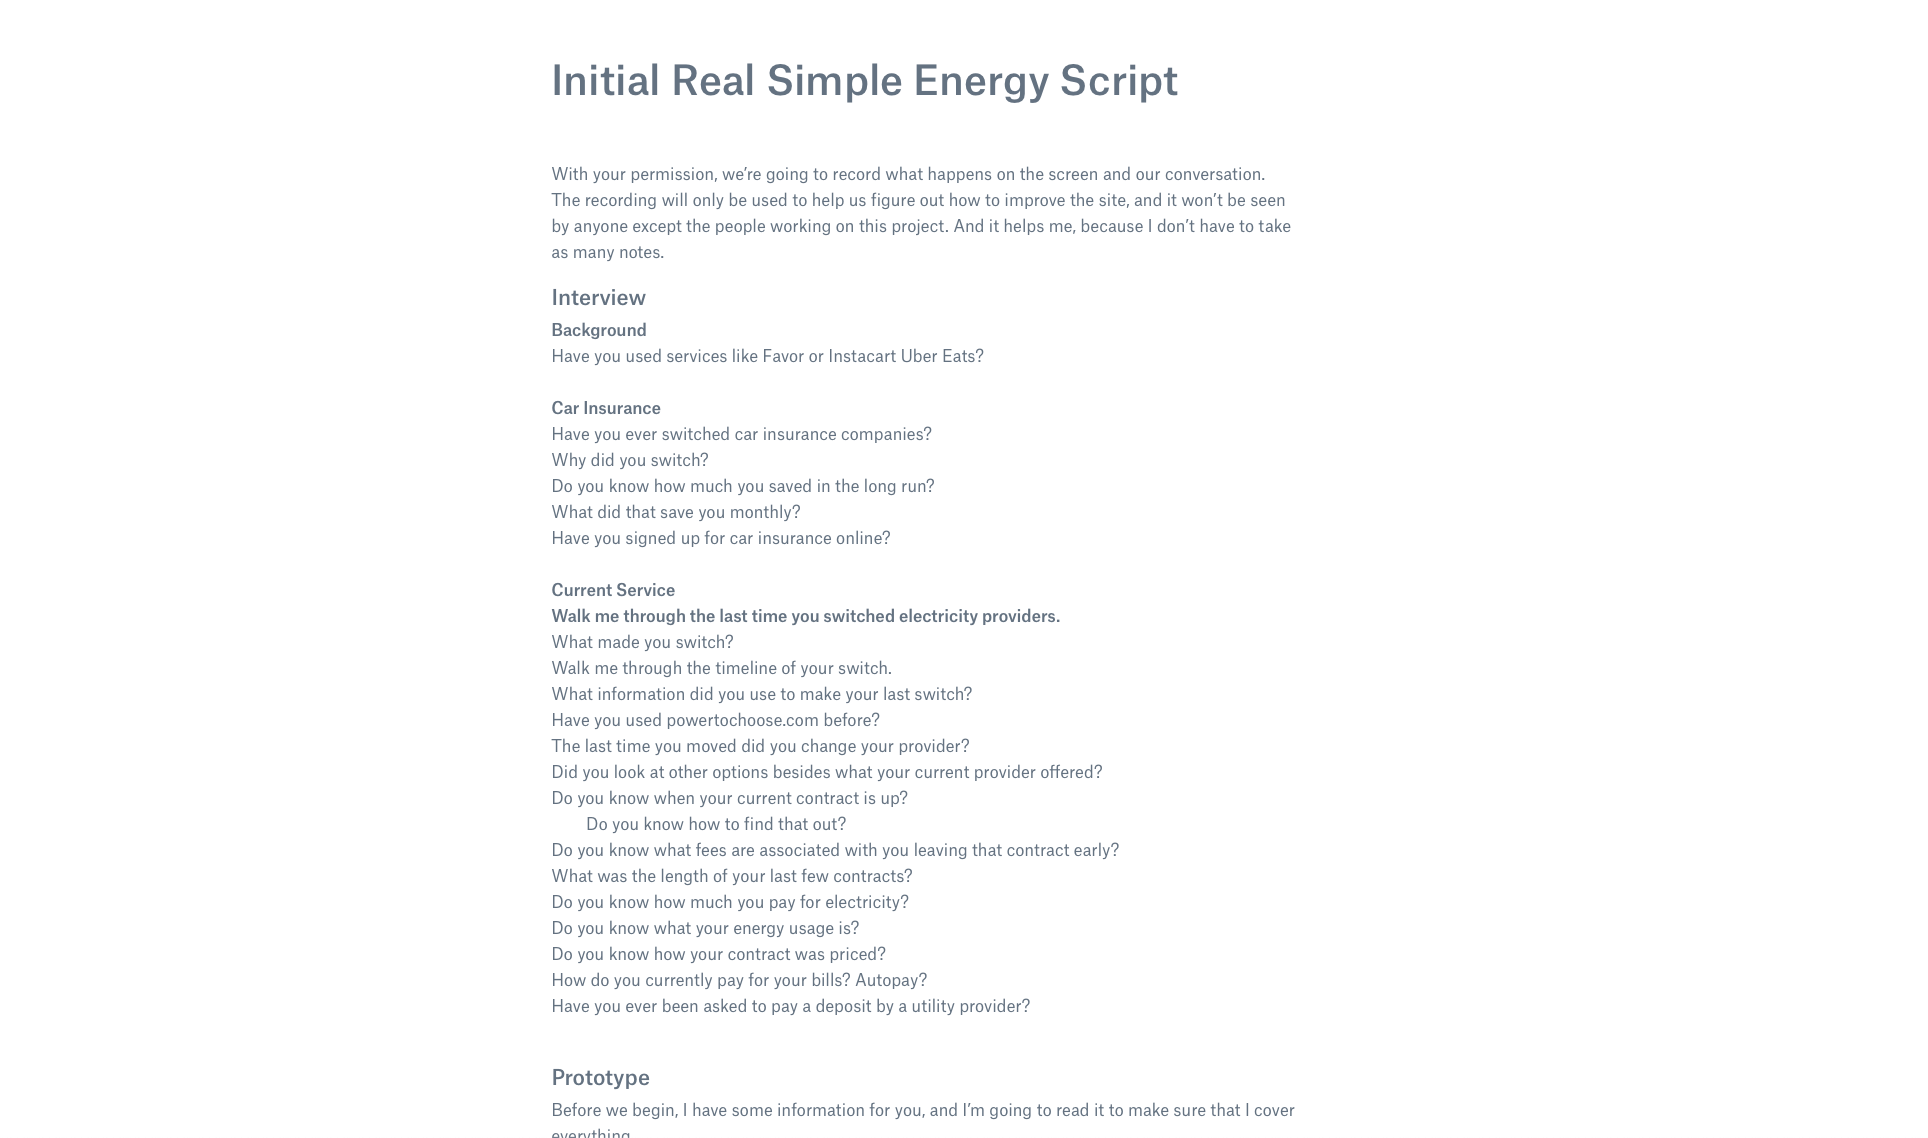 Initial Real Simple Energy Script
With your permission, we’re going to record what happens on the screen and our conversation.
The recording will only be used to help us figure out how to improve the site, and it won’t be seen
by anyone except the people working on this project. And it helps me, because I don’t have to take
as many notes.
Interview
Background
Have you used services like Favor or Instacart Uber Eats?
Car Insurance
Have you ever switched car insurance companies?
Why did you switch?
Do you know how much you saved in the long run?
What did that save you monthly?
Have you signed up for car insurance online?
Current Service
Walk me through the last time you switched electricity providers.
What made you switch?
Walk me through the timeline of your switch.
What information did you use to make your last switch?
Have you used powertochoose.com before?
The last time you moved did you change your provider?
Did you look at other options besides what your current provider offered?
Do you know when your current contract is up?
Do you know how to find that out?
Do you know what fees are associated with you leaving that contract early?
What was the length of your last few contracts?
Do you know how much you pay for electricity?
Do you know what your energy usage is?
Do you know how your contract was priced?
How do you currently pay for your bills? Autopay?
Have you ever been asked to pay a deposit by a utility provider?
Prototype
Before we begin, I have some information for you, and I’m going to read it to make sure that I cover
everything.